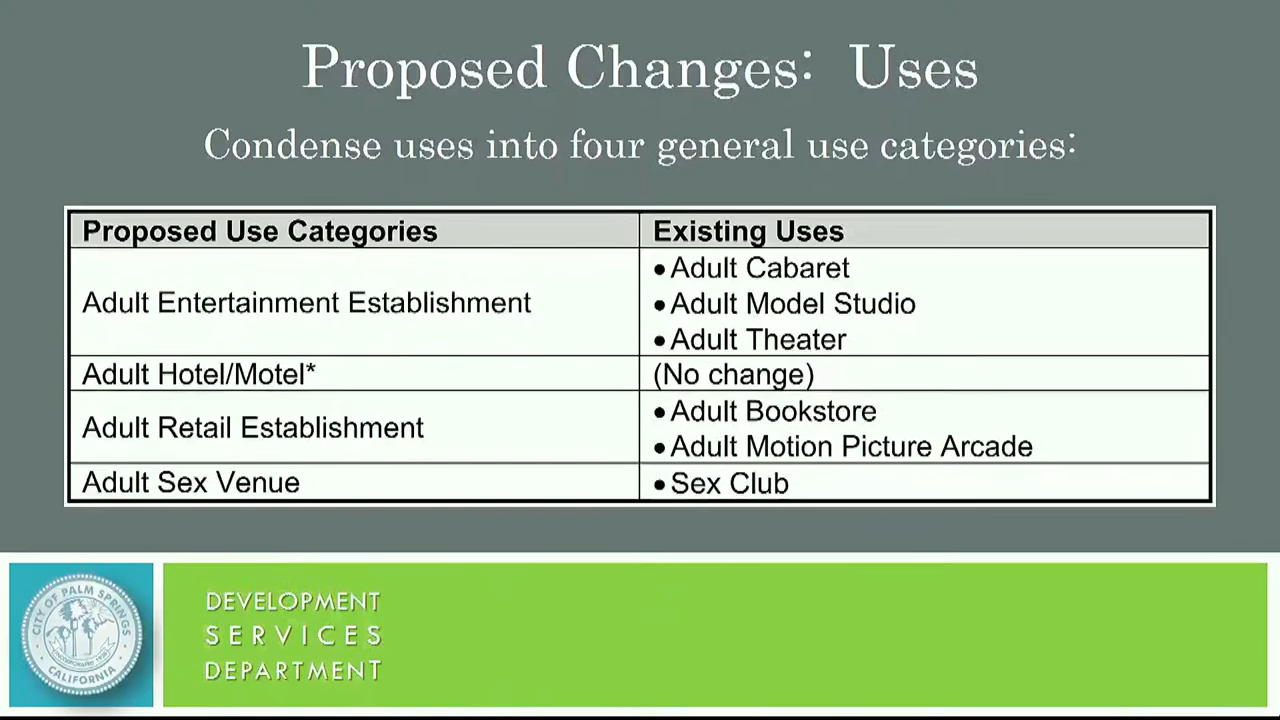 Proposed Changes: Uses
Condense uses into four general use categories:
Proposed Use Categories
Existing Uses
Adult Entertainment Establishment
• Adult Cabaret
• Adult Model Studio
• Adult Theater
Adult Hotel/Motel*
(No change)
Adult Retail Establishment
• Adult Bookstore
• Adult Motion Picture Arcade
Adult Sex Venue
• Sex Club
CITY OF PALM SPRINGS
CALIFORNIA
DEVELOPMENT
SERVICES
DEPARTMENT